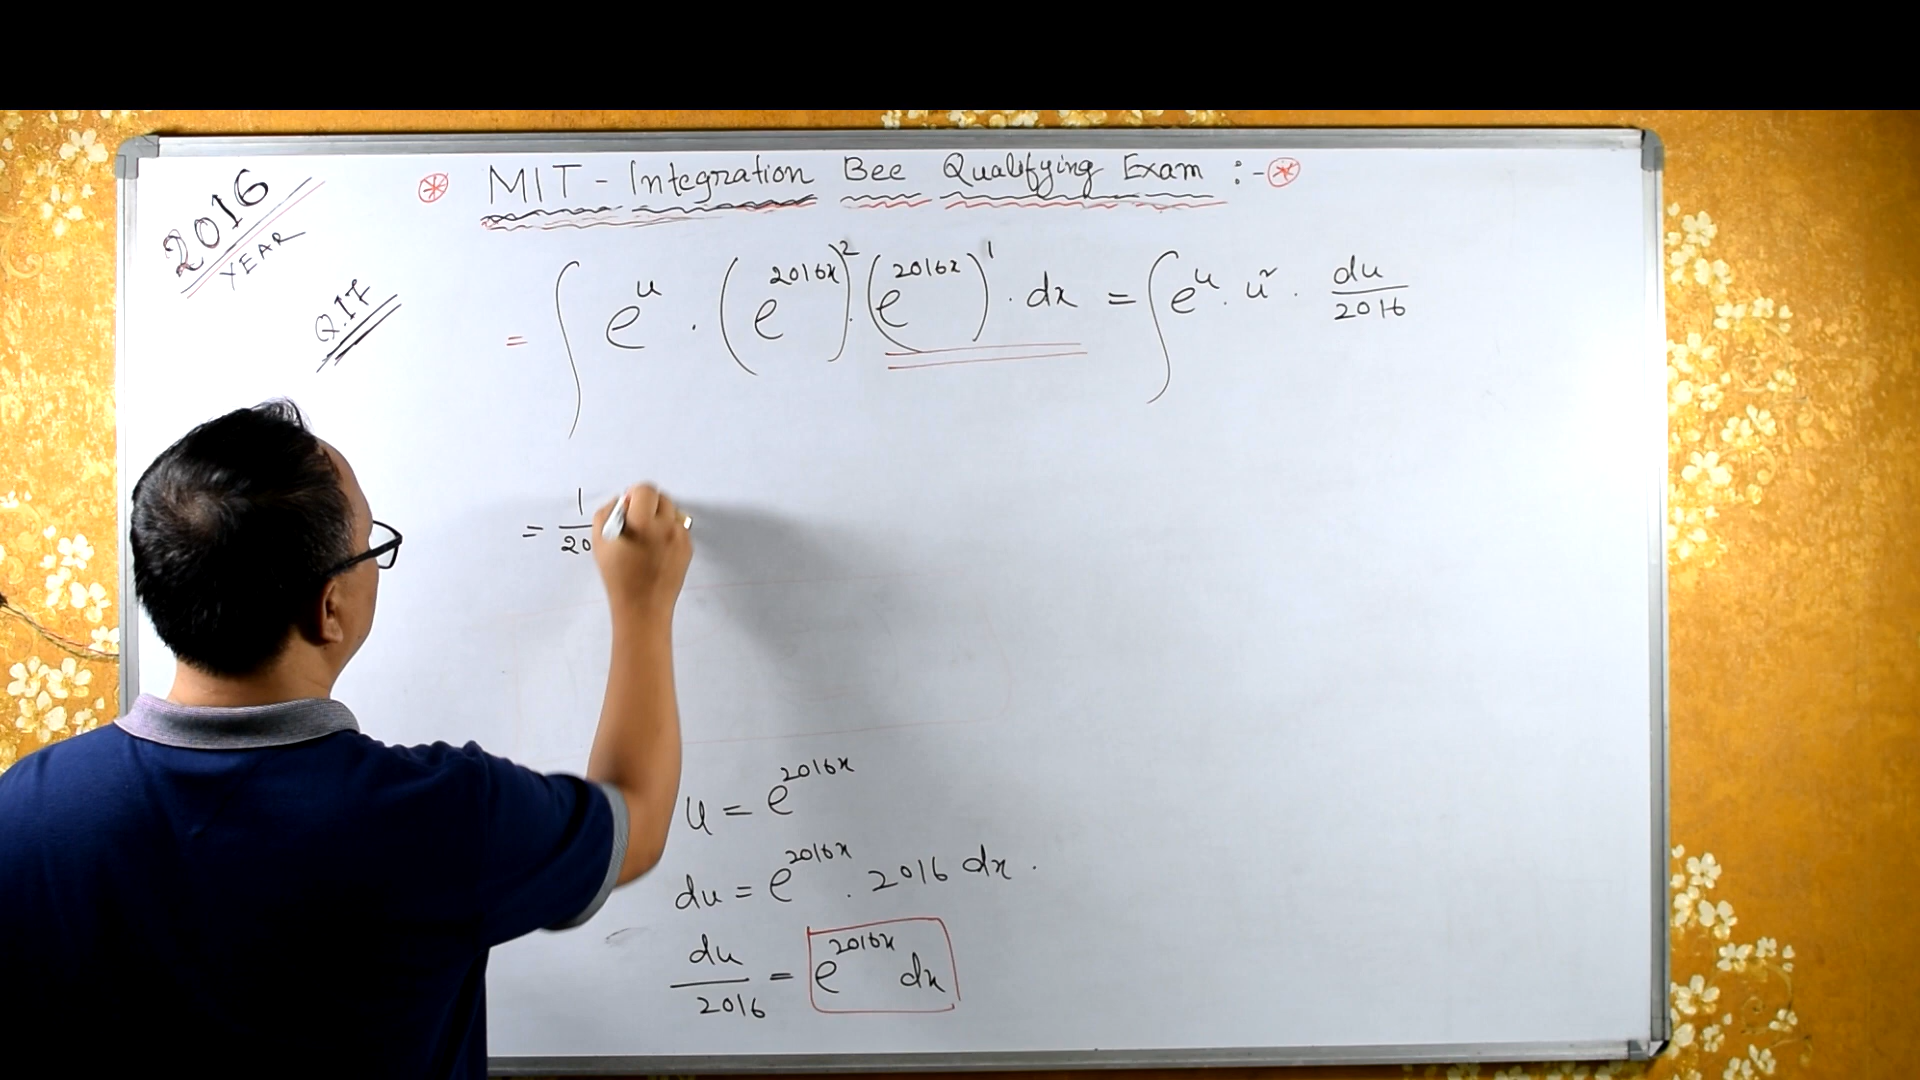 2016
YEAR
Q.17
⊛ MIT - Integration Bee Qualifying Exam :- ⊛
= ∫ e^u . (e^{2016x})^2 . (e^{2016x})^1 . dx = ∫ e^u . u^2 . du/2016
= 1/20
u = e^{2016x}
du = e^{2016x} . 2016 dx .
du/2016 = e^{2016x} dx